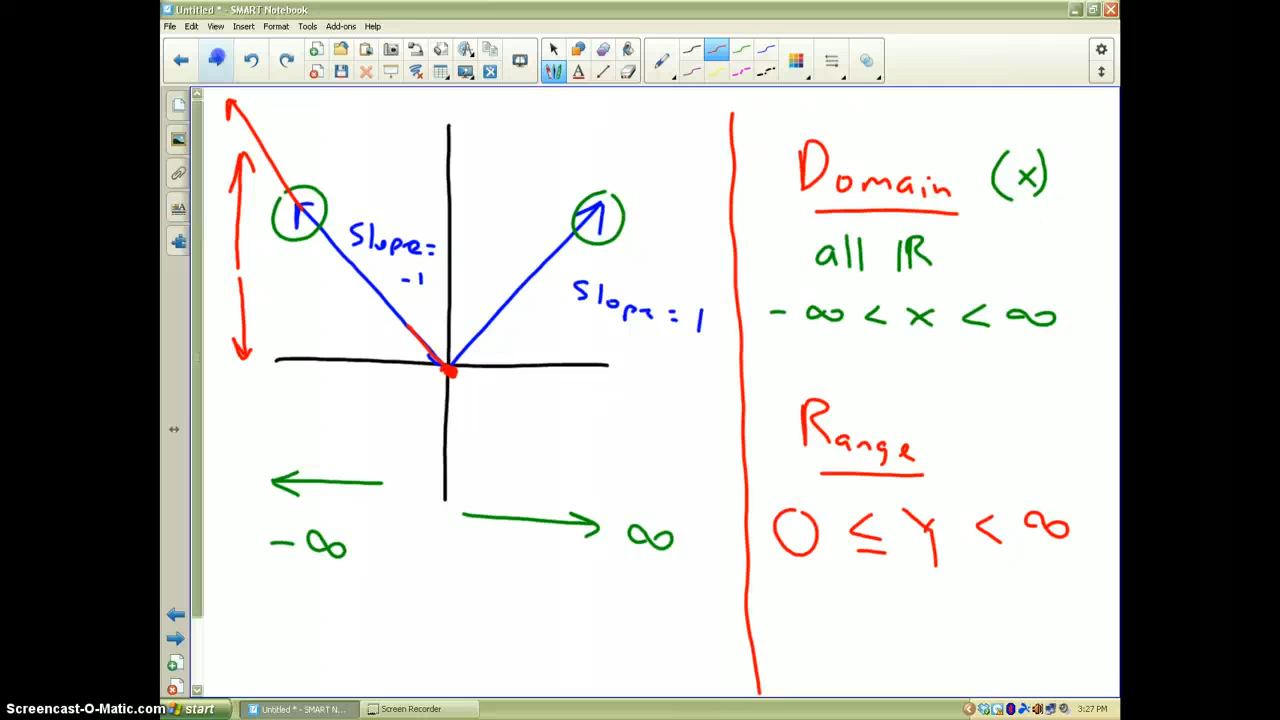 Untitled * - SMART Notebook
File Edit View Insert Format Tools Add-ons Help
Slope=
-1
Slope = 1
-∞
∞
Domain (x)
all ℝ
-∞ < x < ∞
Range
0 ≤ y < ∞
Screencast-O-Matic.com
start
Untitled * - SMART N...
Screen Recorder
3:27 PM